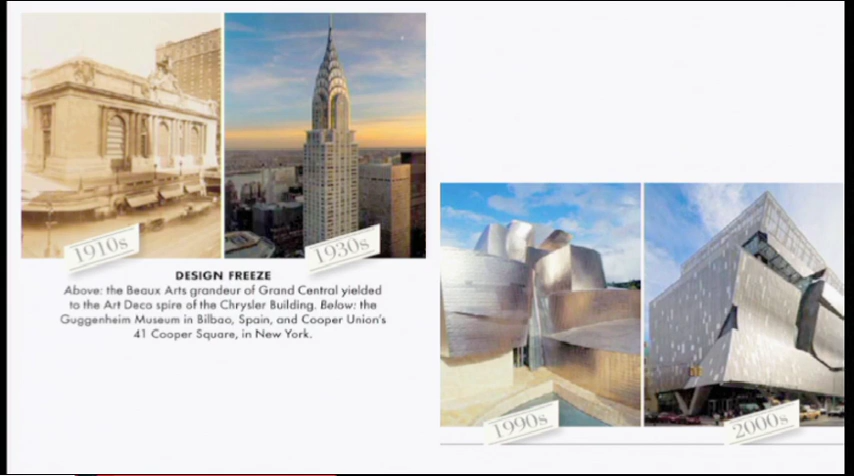 1910s
1930s
DESIGN FREEZE
Above: the Beaux Arts grandeur of Grand Central yielded
to the Art Deco spire of the Chrysler Building. Below: the
Guggenheim Museum in Bilbao, Spain, and Cooper Union's
41 Cooper Square, in New York.
1990s
2000s